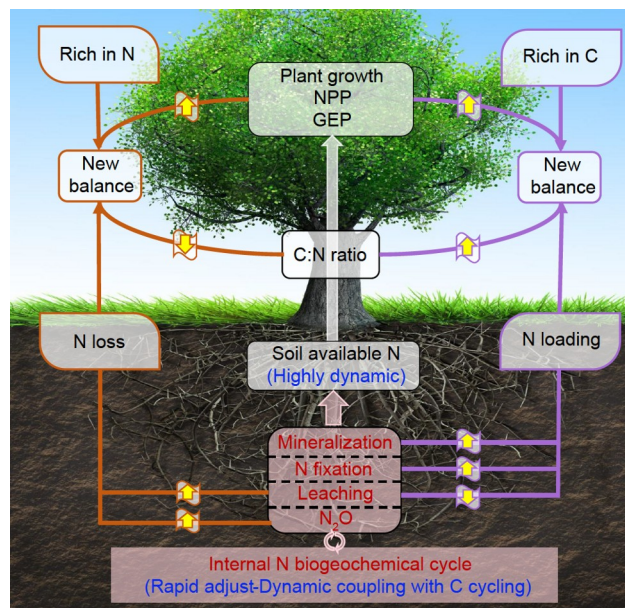 Rich in N
Rich in C
Plant growth
NPP
GEP
New
balance
New
balance
C:N ratio
N loss
N loading
Soil available N
(Highly dynamic)
Mineralization
N fixation
Leaching
N₂O
Internal N biogeochemical cycle
(Rapid adjust-Dynamic coupling with C cycling)